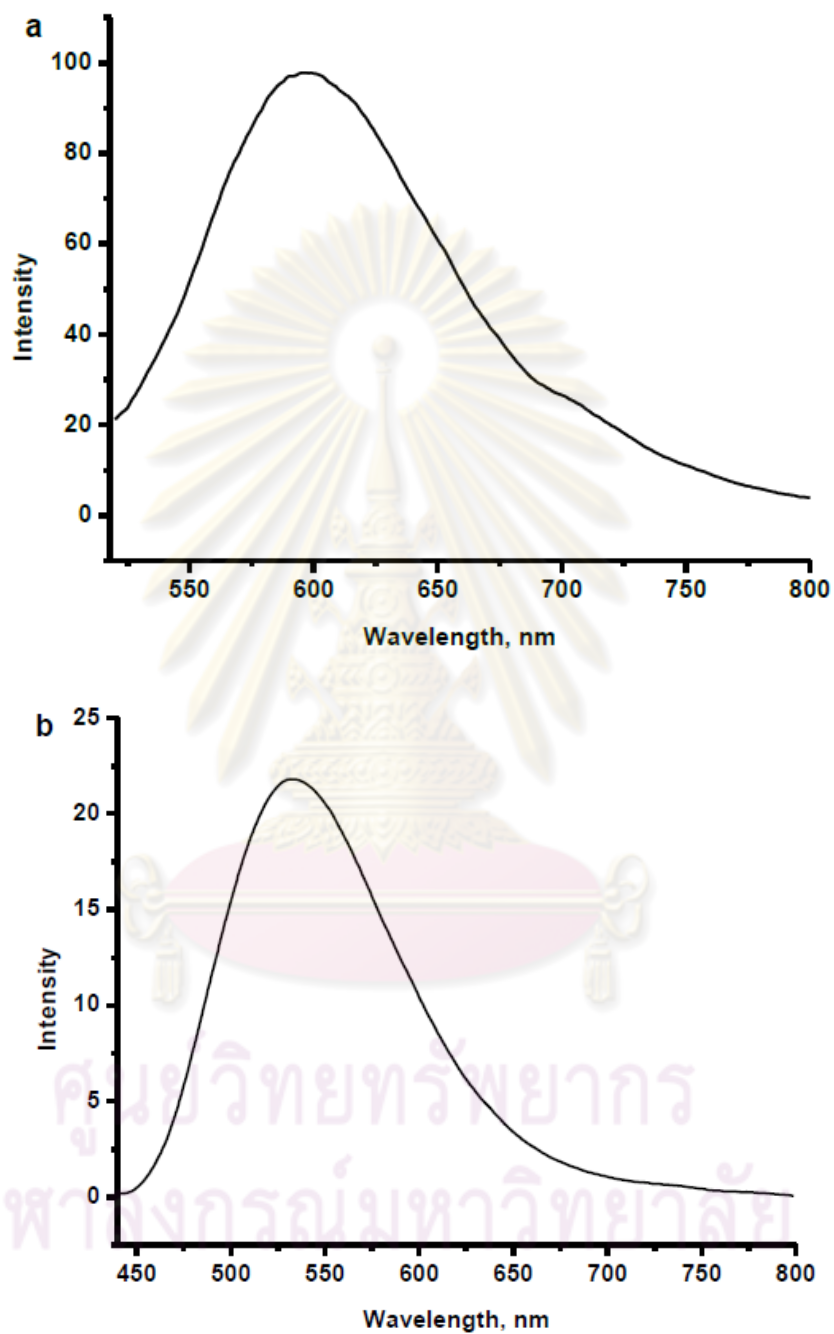 a
100
80
60
40
20
0
Intensity
550 600 650 700 750 800
Wavelength, nm
b
25
20
15
10
5
0
Intensity
450 500 550 600 650 700 750 800
Wavelength, nm
ศูนย์วิทยทรัพยากร
ฬาลงกรณ์มหาวิทยาลัย